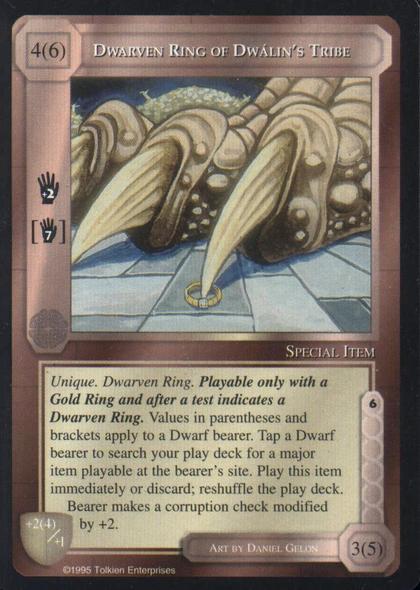 4(6)
Dwarven Ring of Dwálin's Tribe
+2
[7]
Special Item
Unique. Dwarven Ring. Playable only with a
Gold Ring and after a test indicates a
Dwarven Ring. Values in parentheses and
brackets apply to a Dwarf bearer. Tap a Dwarf
bearer to search your play deck for a major
item playable at the bearer's site. Play this item
immediately or discard; reshuffle the play deck.
Bearer makes a corruption check modified
by +2.
6
+2(4)/+1
Art by Daniel Gelon
3(5)
©1995 Tolkien Enterprises